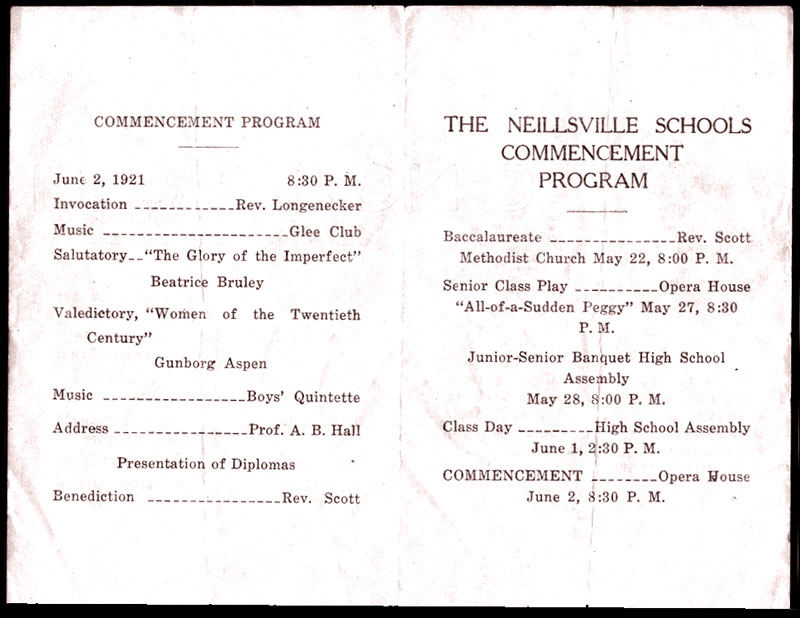 COMMENCEMENT PROGRAM
June 2, 1921 8:30 P. M.
Invocation ____________Rev. Longenecker
Music ______________________Glee Club
Salutatory__"The Glory of the Imperfect"
Beatrice Bruley
Valedictory, "Women of the Twentieth
Century"
Gunborg Aspen
Music _________________Boys' Quintette
Address ________________Prof. A. B. Hall
Presentation of Diplomas
Benediction ________________Rev. Scott
THE NEILLSVILLE SCHOOLS
COMMENCEMENT
PROGRAM
Baccalaureate _______________Rev. Scott
Methodist Church May 22, 8:00 P. M.
Senior Class Play __________Opera House
"All-of-a-Sudden Peggy" May 27, 8:30
P. M.
Junior-Senior Banquet High School
Assembly
May 28, 8:00 P. M.
Class Day _________High School Assembly
June 1, 2:30 P. M.
COMMENCEMENT ________Opera House
June 2, 8:30 P. M.